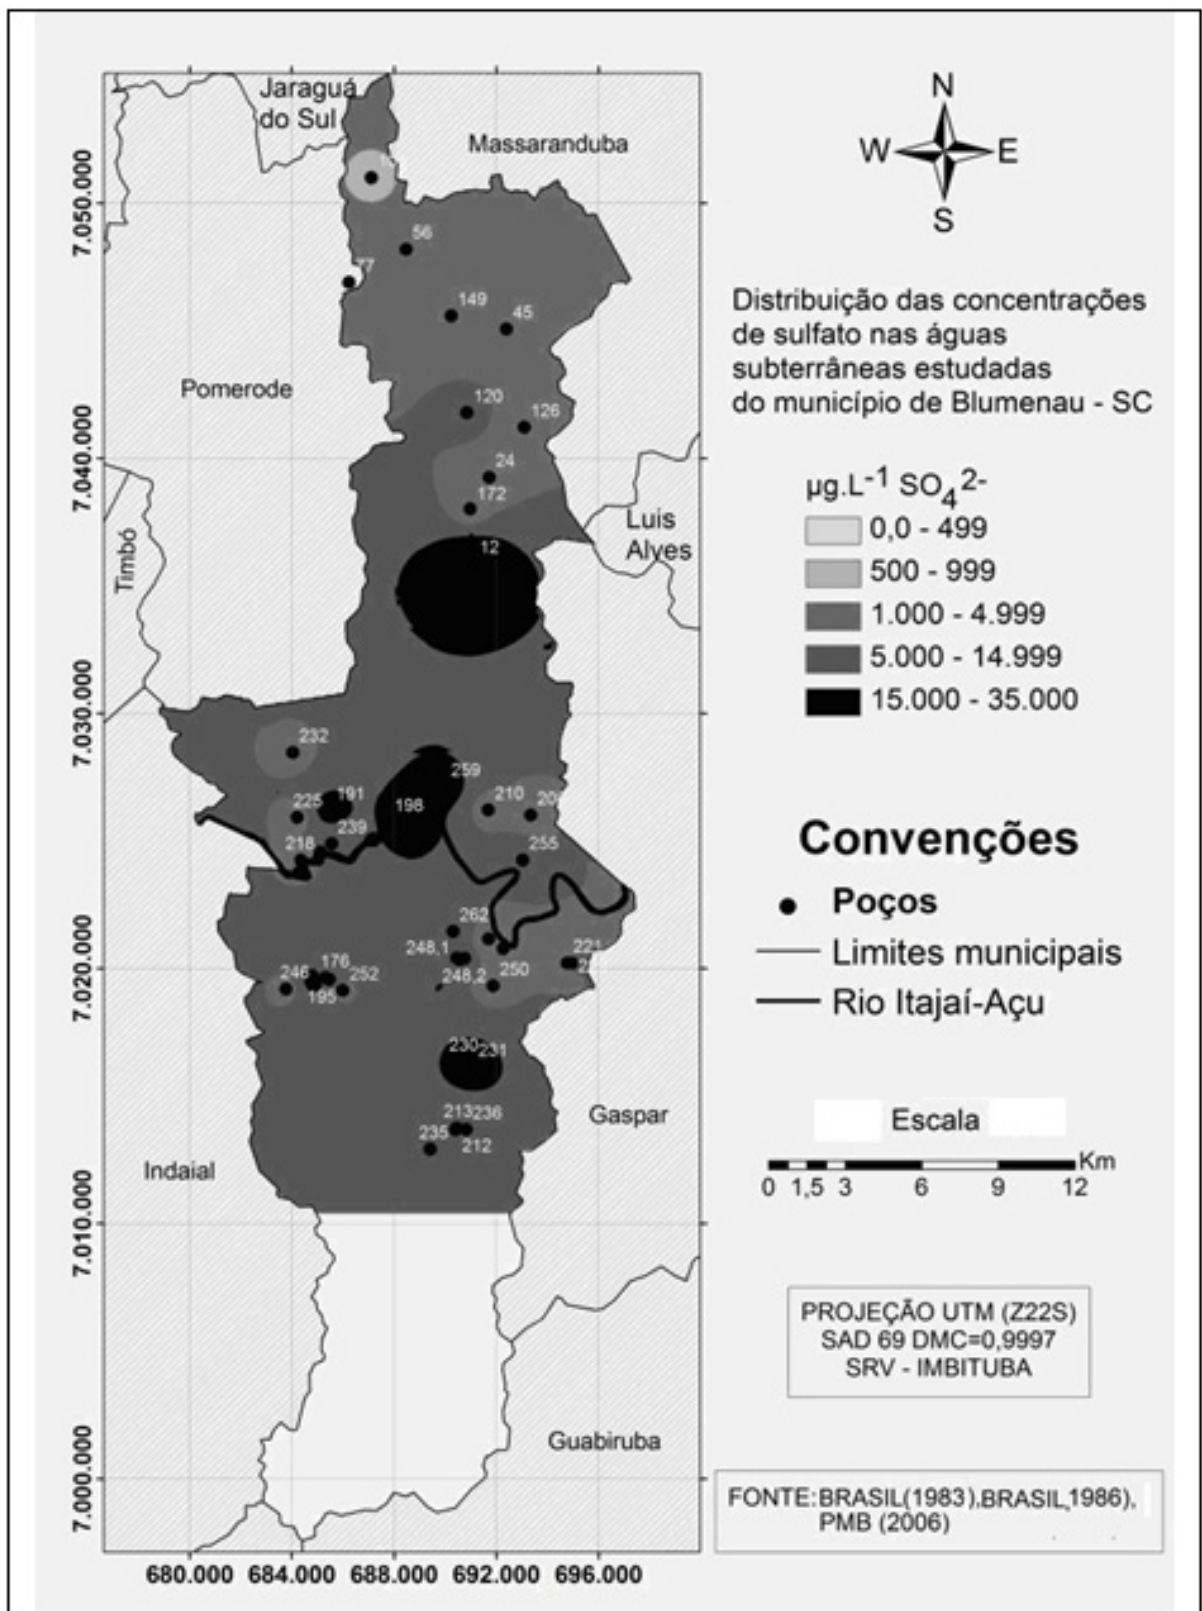 Jaraguá
do Sul
Massaranduba
N
W E
S
7.050.000
56
77
149
45
Distribuição das concentrações
de sulfato nas águas
subterrâneas estudadas
do município de Blumenau - SC
Pomerode
120
126
7.040.000
24
172
µg.L-1 SO4 2-
0,0 - 499
500 - 999
1.000 - 4.999
5.000 - 14.999
15.000 - 35.000
Luis
Alves
Timbó
12
7.030.000
232
259
191
225
198
210
239
218
255
Convenções
Poços
Limites municipais
Rio Itajaí-Açu
262
248,1
221
7.020.000
246
176
252
248,2
250
195
230
231
213
236
235
212
Gaspar
Indaial
Escala
Km
0 1,5 3 6 9 12
7.010.000
PROJEÇÃO UTM (Z22S)
SAD 69 DMC=0,9997
SRV - IMBITUBA
Guabiruba
7.000.000
FONTE: BRASIL(1983),BRASIL,1986),
PMB (2006)
680.000 684.000 688.000 692.000 696.000